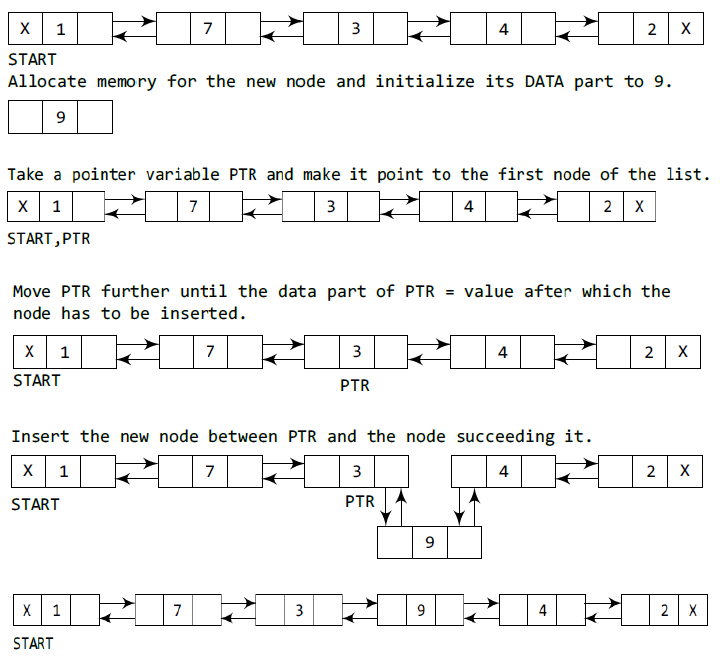 X 1 7 3 4 2 X
START
Allocate memory for the new node and initialize its DATA part to 9.
9
Take a pointer variable PTR and make it point to the first node of the list.
X 1 7 3 4 2 X
START,PTR
Move PTR further until the data part of PTR = value after which the
node has to be inserted.
X 1 7 3 4 2 X
START PTR
Insert the new node between PTR and the node succeeding it.
X 1 7 3 4 2 X
START PTR
9
X 1 7 3 9 4 2 X
START